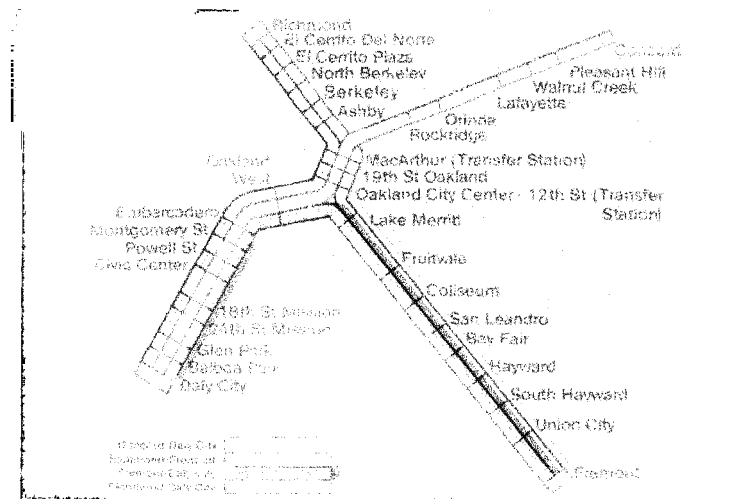 Richmond
El Cerrito Del Norte
El Cerrito Plaza
North Berkeley
Berkeley
Ashby
Concord
Pleasant Hill
Walnut Creek
Lafayette
Orinda
Rockridge
MacArthur (Transfer Station)
19th St Oakland
Oakland City Center - 12th St (Transfer
Station)
Oakland
West
Lake Merritt
Embarcadero
Montgomery St
Powell St
Civic Center
Fruitvale
Coliseum
San Leandro
Bay Fair
Hayward
South Hayward
Union City
Fremont
16th St Mission
24th St Mission
Glen Park
Balboa Park
Daly City